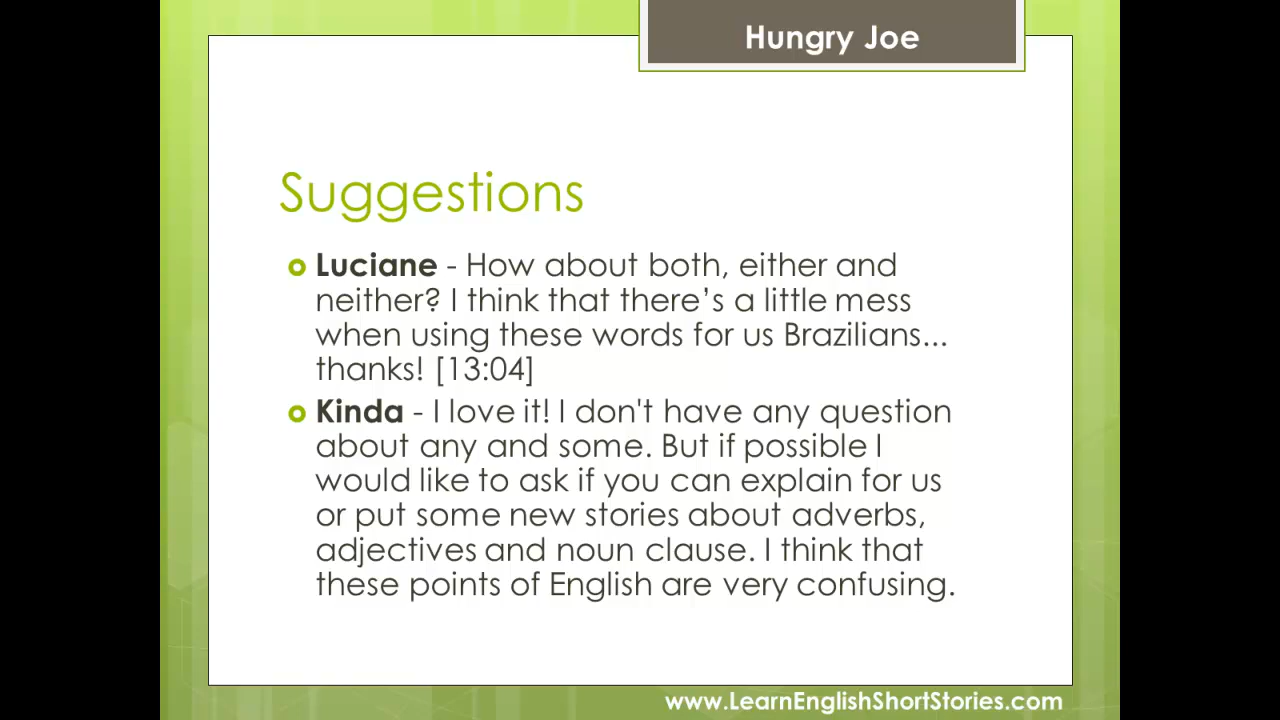 Hungry Joe
Suggestions
Luciane - How about both, either and
neither? I think that there’s a little mess
when using these words for us Brazilians...
thanks! [13:04]
Kinda - I love it! I don't have any question
about any and some. But if possible I
would like to ask if you can explain for us
or put some new stories about adverbs,
adjectives and noun clause. I think that
these points of English are very confusing.
www.LearnEnglishShortStories.com